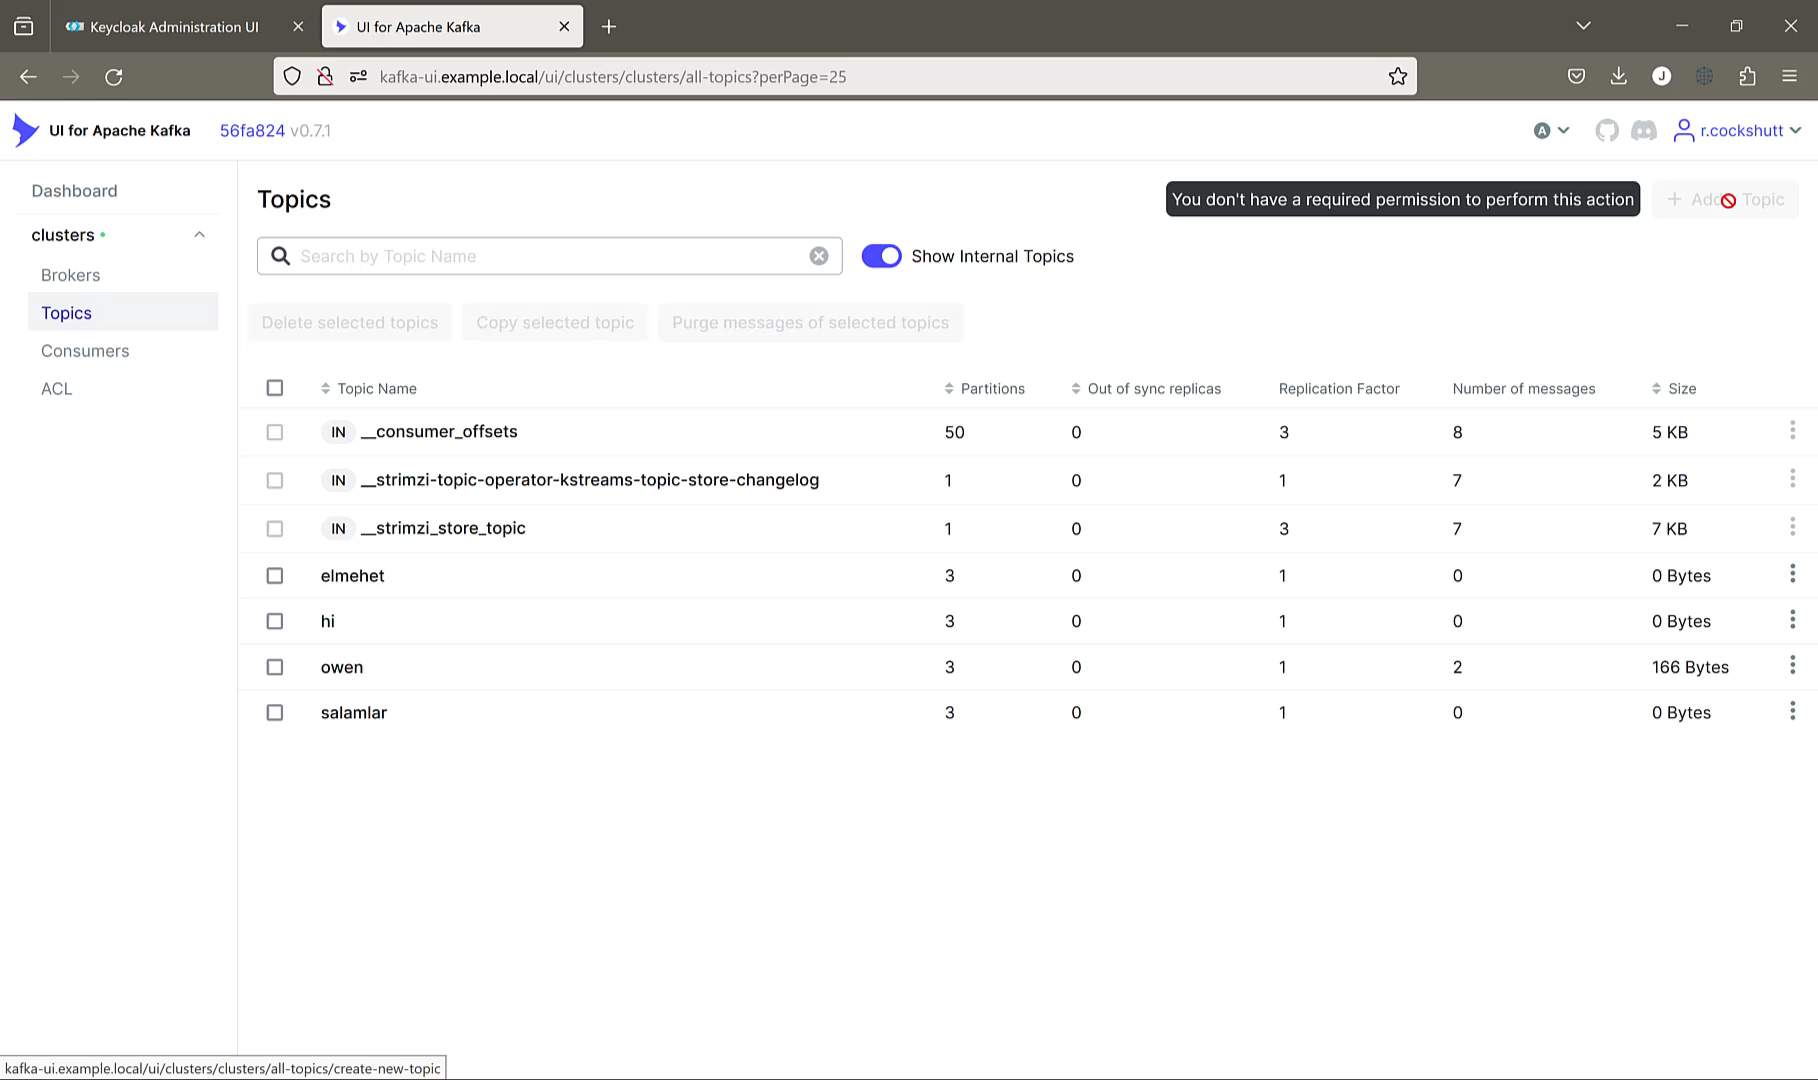 Keycloak Administration UI
UI for Apache Kafka
kafka-ui.example.local/ui/clusters/clusters/all-topics?perPage=25
J
UI for Apache Kafka 56fa824 v0.7.1
A
r.cockshutt
Dashboard
clusters
Brokers
Topics
Consumers
ACL
Topics
You don't have a required permission to perform this action
Topic
Search by Topic Name
Show Internal Topics
Delete selected topics
Copy selected topic
Purge messages of selected topics
Topic Name Partitions Out of sync replicas Replication Factor Number of messages Size
IN __consumer_offsets 50 0 3 8 5 KB
IN __strimzi-topic-operator-kstreams-topic-store-changelog 1 0 1 7 2 KB
IN __strimzi_store_topic 1 0 3 7 7 KB
elmehet 3 0 1 0 0 Bytes
hi 3 0 1 0 0 Bytes
owen 3 0 1 2 166 Bytes
salamlar 3 0 1 0 0 Bytes
kafka-ui.example.local/ui/clusters/clusters/all-topics/create-new-topic